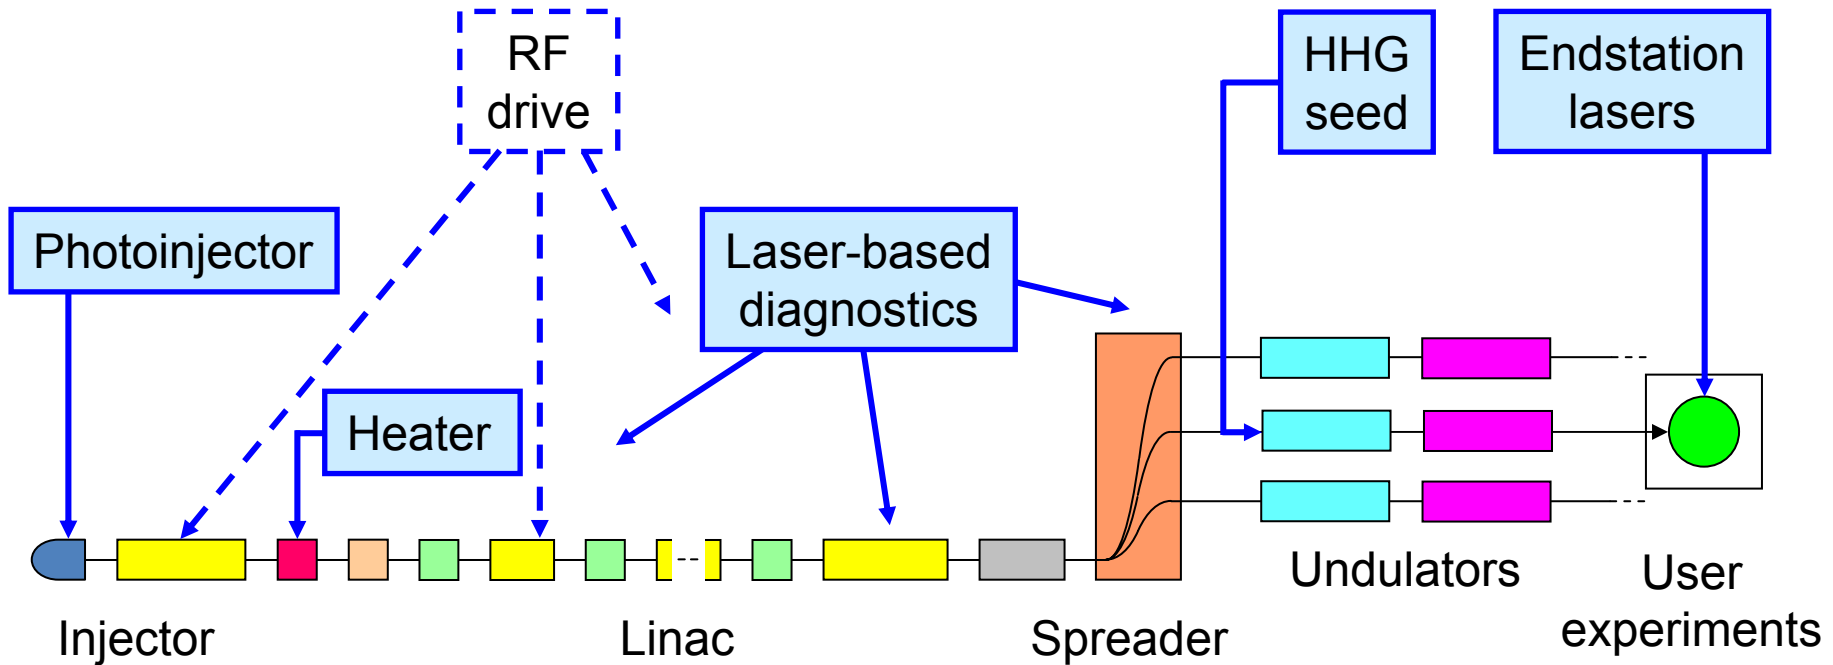 RF
drive
HHG
seed
Endstation
lasers
Photoinjector
Laser-based
diagnostics
Heater
Undulators
User
experiments
Injector
Linac
Spreader